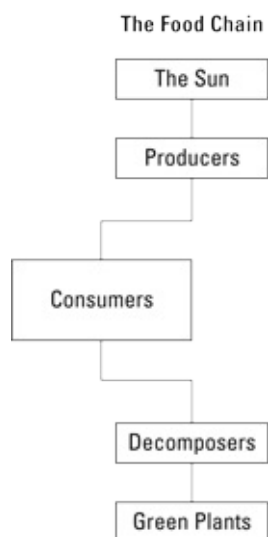 The Food Chain
The Sun
Producers
Consumers
Decomposers
Green Plants